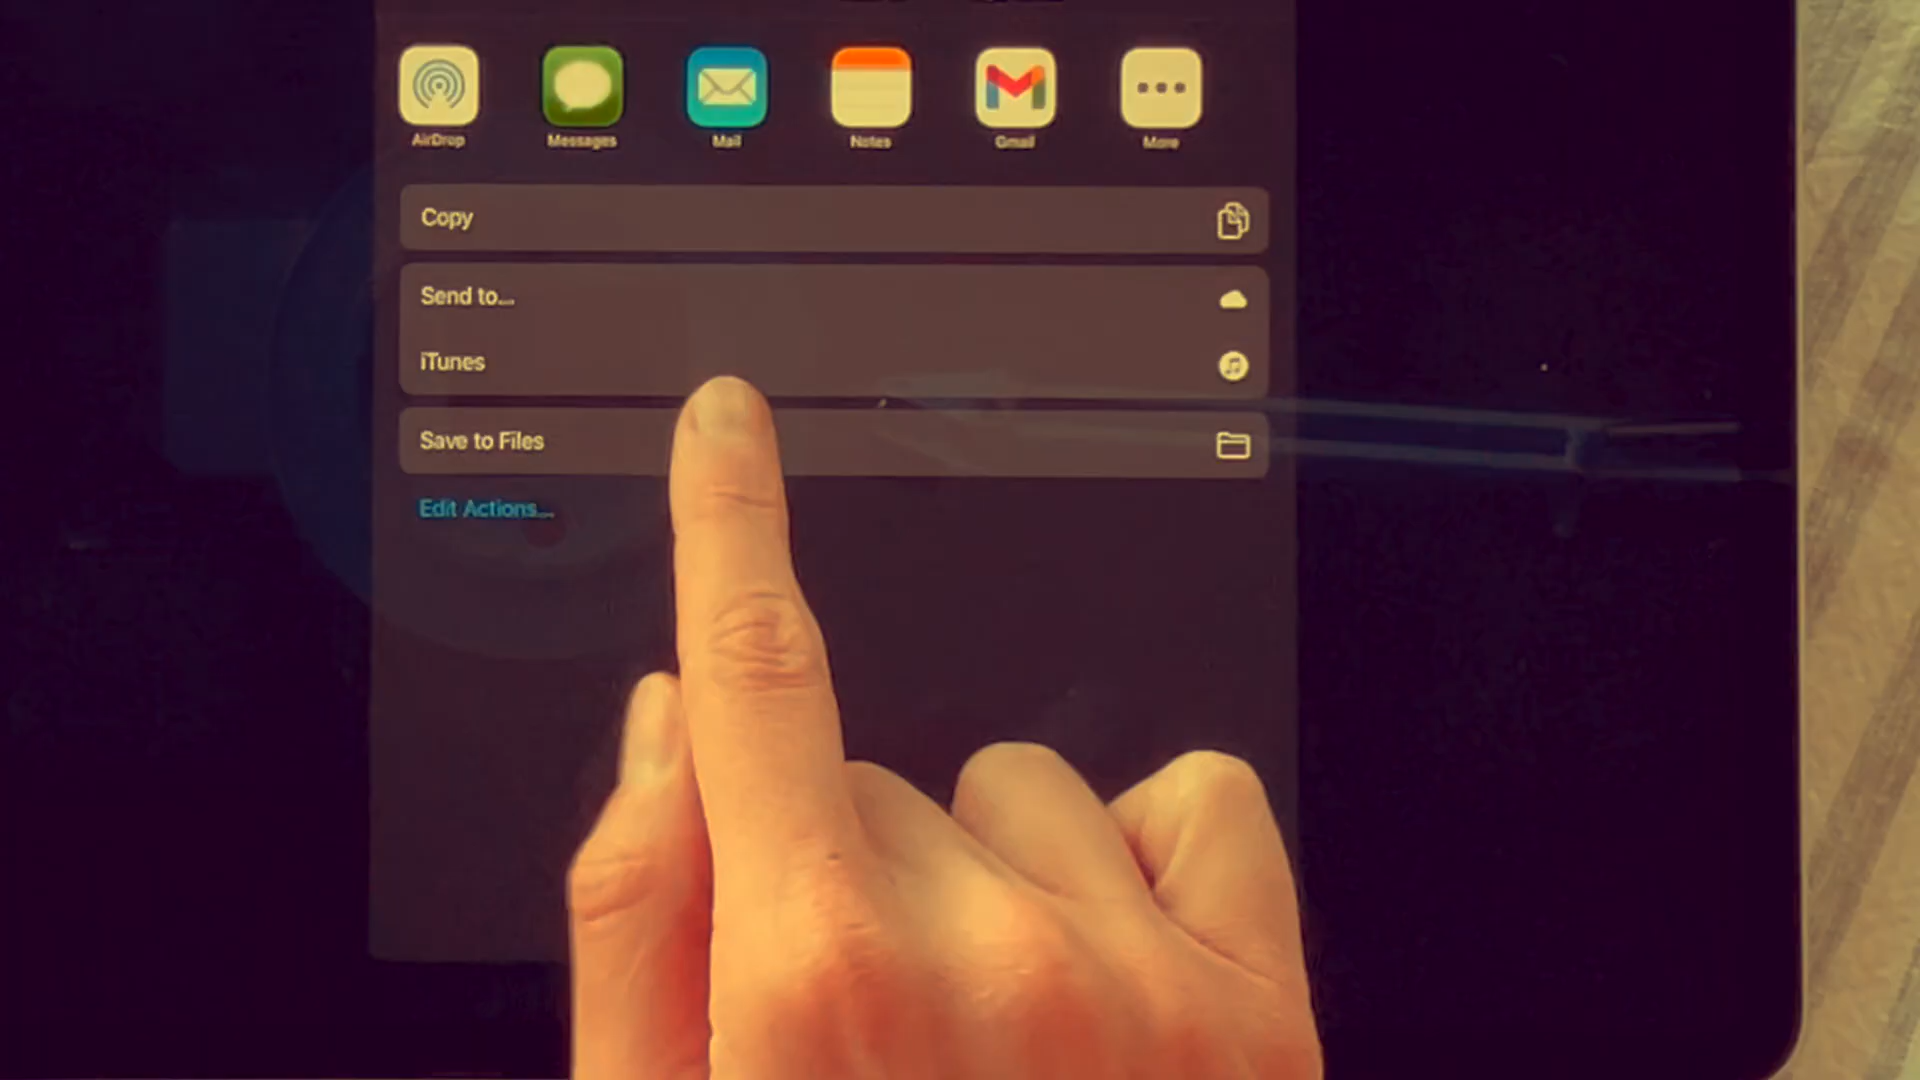 AirDrop Messages Mail Notes Gmail More
Copy
Send to...
iTunes
Save to Files
Edit Actions...